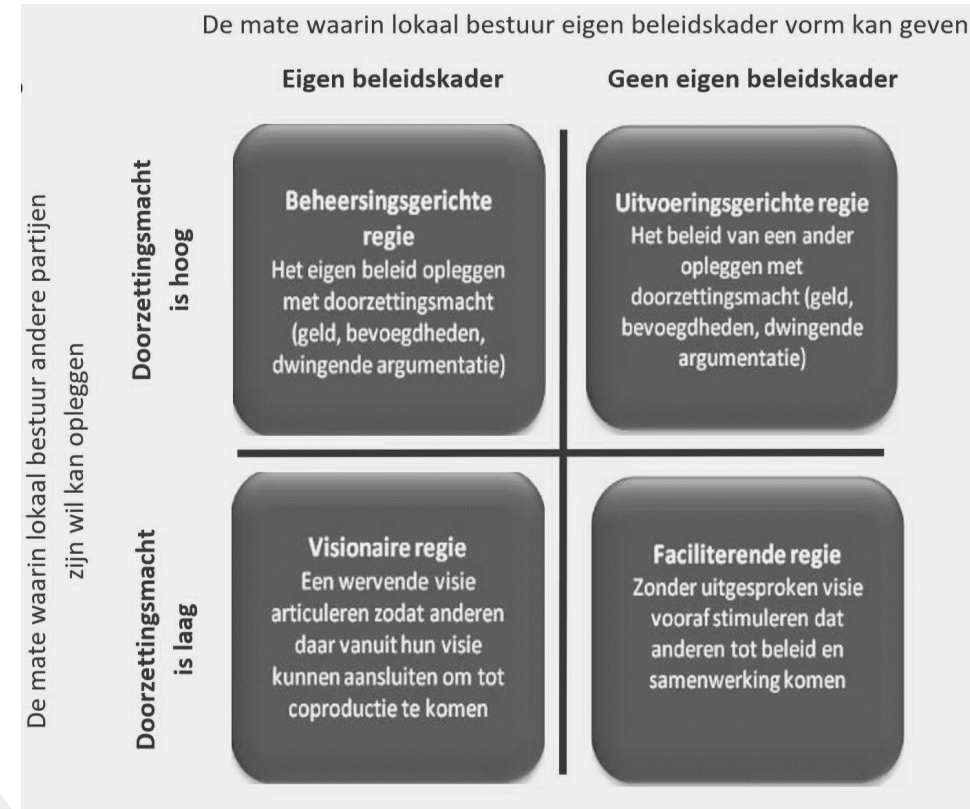 De mate waarin lokaal bestuur eigen beleidskader vorm kan geven
Eigen beleidskader
Geen eigen beleidskader
De mate waarin lokaal bestuur andere partijen
zijn wil kan opleggen
Doorzettingsmacht
is hoog
Beheersingsgerichte
regie
Het eigen beleid opleggen
met doorzettingsmacht
(geld, bevoegdheden,
dwingende argumentatie)
Uitvoeringsgerichte regie
Het beleid van een ander
opleggen met
doorzettingsmacht (geld,
bevoegdheden, dwingende
argumentatie)
Doorzettingsmacht
is laag
Visionaire regie
Een wervende visie
articuleren zodat anderen
daar vanuit hun visie
kunnen aansluiten om tot
coproductie te komen
Faciliterende regie
Zonder uitgesproken visie
vooraf stimuleren dat
anderen tot beleid en
samenwerking komen